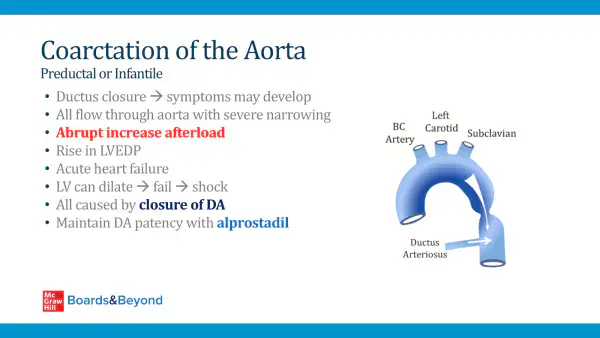 Coarctation of the Aorta
Preductal or Infantile
• Ductus closure → symptoms may develop
• All flow through aorta with severe narrowing
• Abrupt increase afterload
• Rise in LVEDP
• Acute heart failure
• LV can dilate → fail → shock
• All caused by closure of DA
• Maintain DA patency with alprostadil
BC
Artery
Left
Carotid
Subclavian
Ductus
Arteriosus
Mc
Graw
Hill
Boards&Beyond